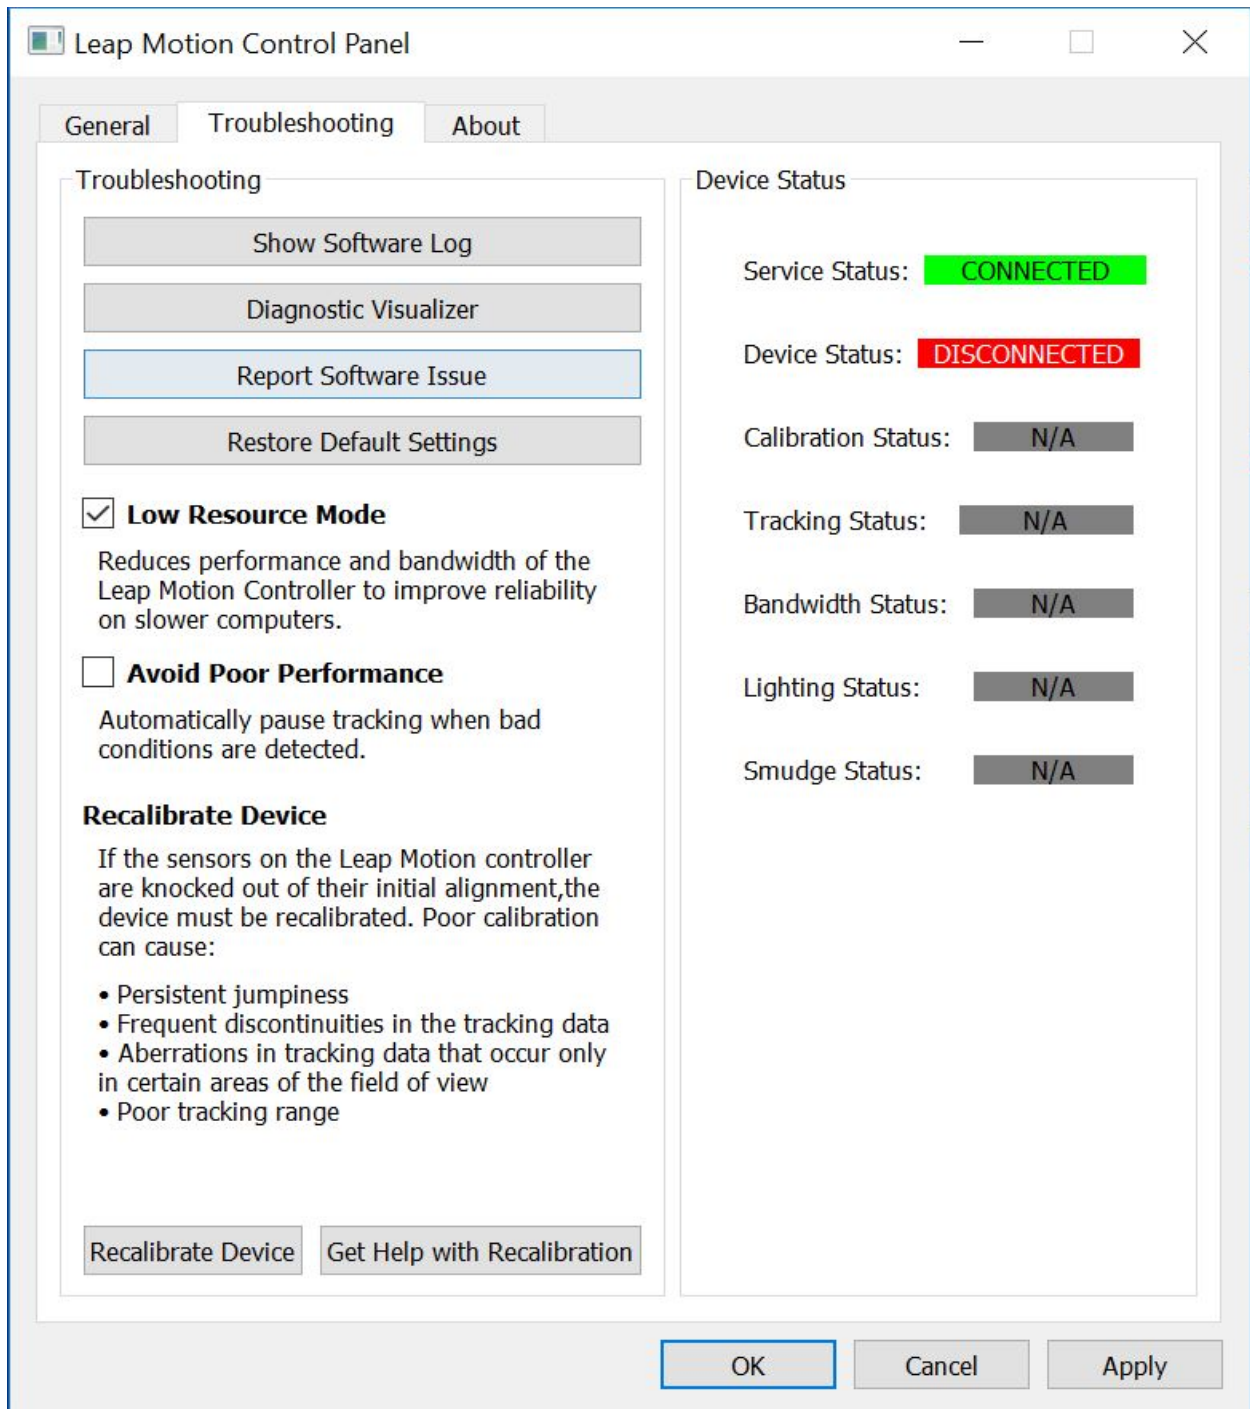 Leap Motion Control Panel
General
Troubleshooting
About
Troubleshooting
Show Software Log
Diagnostic Visualizer
Report Software Issue
Restore Default Settings
Low Resource Mode
Reduces performance and bandwidth of the
Leap Motion Controller to improve reliability
on slower computers.
Avoid Poor Performance
Automatically pause tracking when bad
conditions are detected.
Recalibrate Device
If the sensors on the Leap Motion controller
are knocked out of their initial alignment,the
device must be recalibrated. Poor calibration
can cause:
• Persistent jumpiness
• Frequent discontinuities in the tracking data
• Aberrations in tracking data that occur only
in certain areas of the field of view
• Poor tracking range
Recalibrate Device
Get Help with Recalibration
Device Status
Service Status: CONNECTED
Device Status: DISCONNECTED
Calibration Status: N/A
Tracking Status: N/A
Bandwidth Status: N/A
Lighting Status: N/A
Smudge Status: N/A
OK
Cancel
Apply